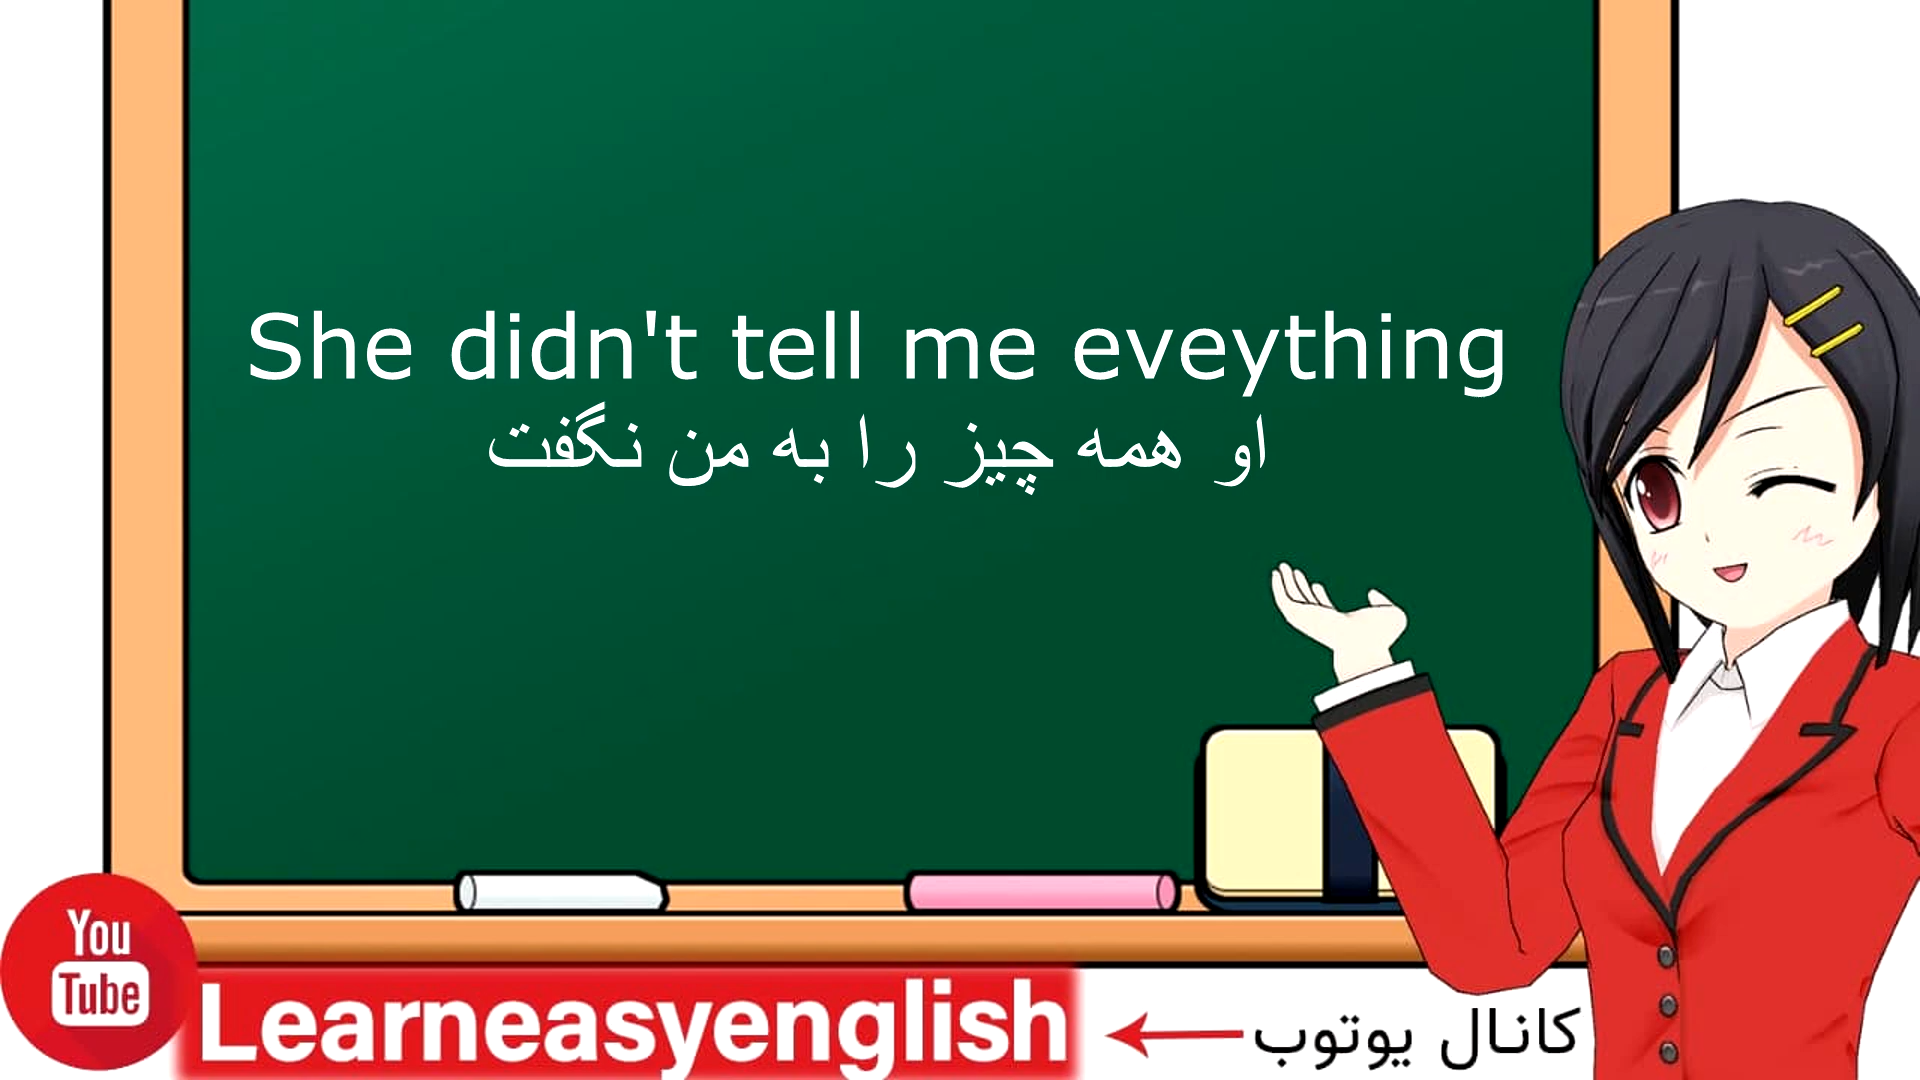 She didn't tell me eveything
او همه چیز را به من نگفت
You
Tube
Learneasyenglish
کانال یوتوب